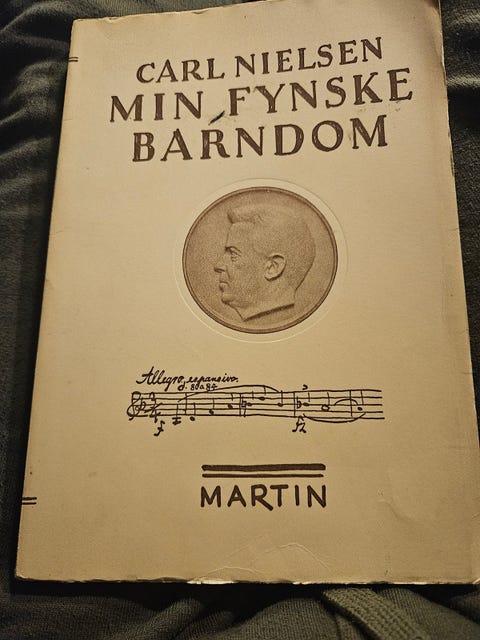 CARL NIELSEN
MIN FYNSKE
BARNDOM
Allegro espansivo.
MARTIN